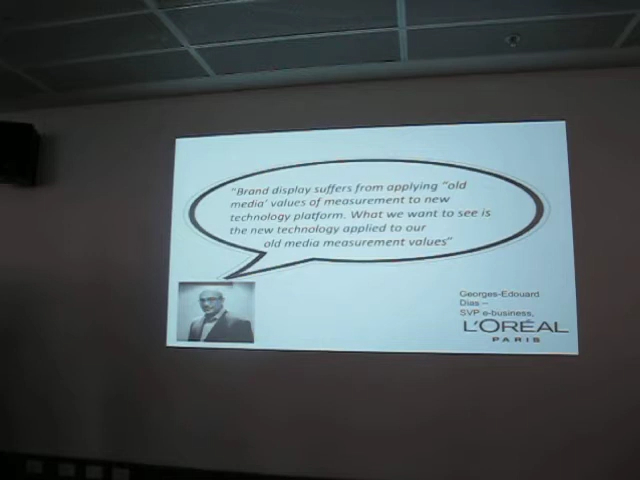 "Brand display suffers from applying "old
media' values of measurement to new
technology platform. What we want to see is
the new technology applied to our
old media measurement values"
Georges-Edouard
Dias –
SVP e-business,
L'ORÉAL
PARIS